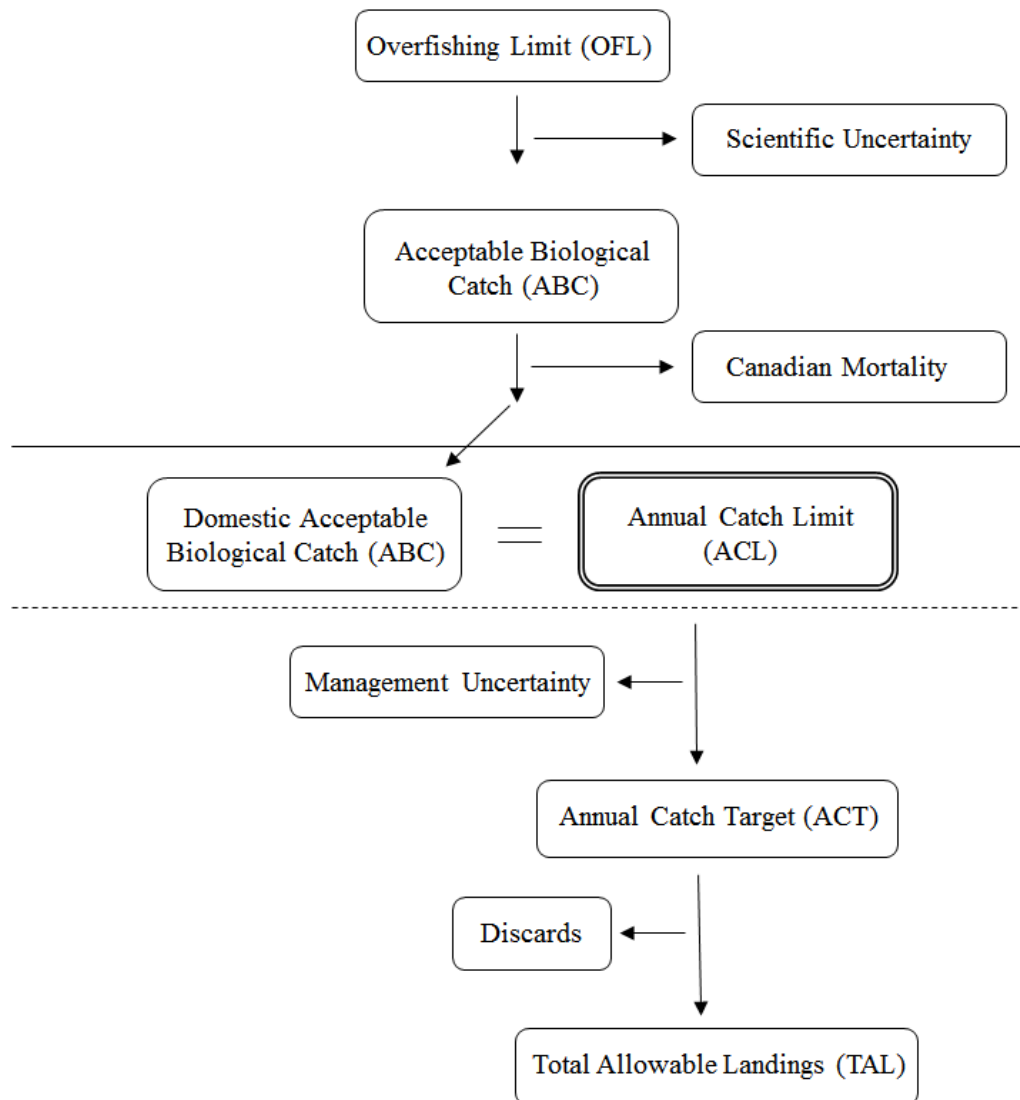 Overfishing Limit (OFL)
Scientific Uncertainty
Acceptable Biological
Catch (ABC)
Canadian Mortality
Domestic Acceptable
Biological Catch (ABC)
Annual Catch Limit
(ACL)
Management Uncertainty
Annual Catch Target (ACT)
Discards
Total Allowable Landings (TAL)